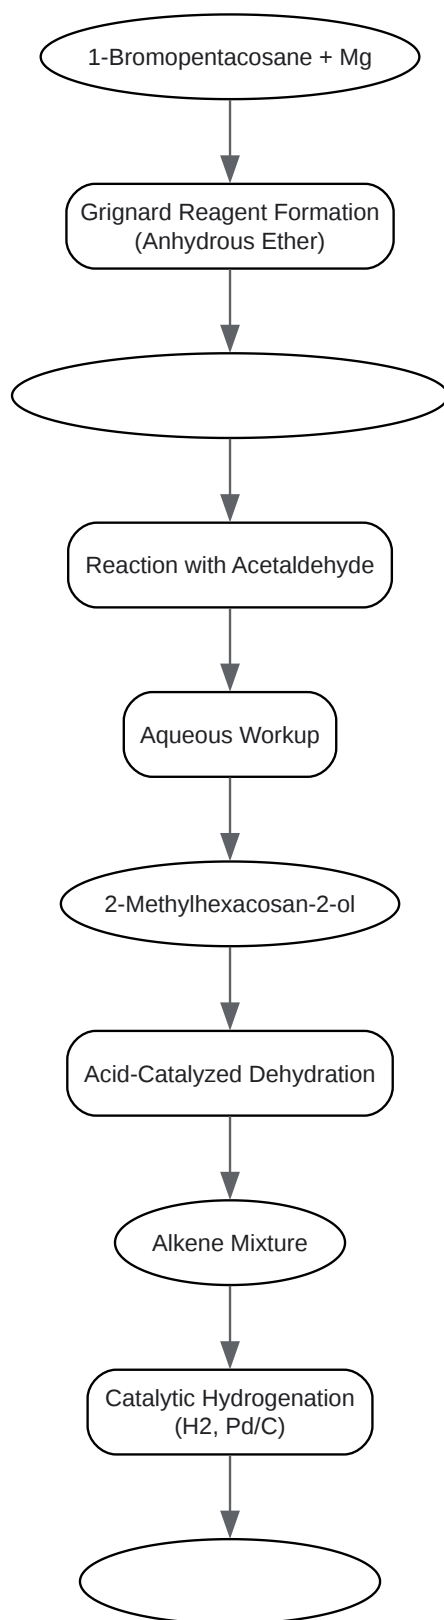 1-Bromopentacosane + Mg
Grignard Reagent Formation
(Anhydrous Ether)
Reaction with Acetaldehyde
Aqueous Workup
2-Methylhexacosan-2-ol
Acid-Catalyzed Dehydration
Alkene Mixture
Catalytic Hydrogenation
(H2, Pd/C)